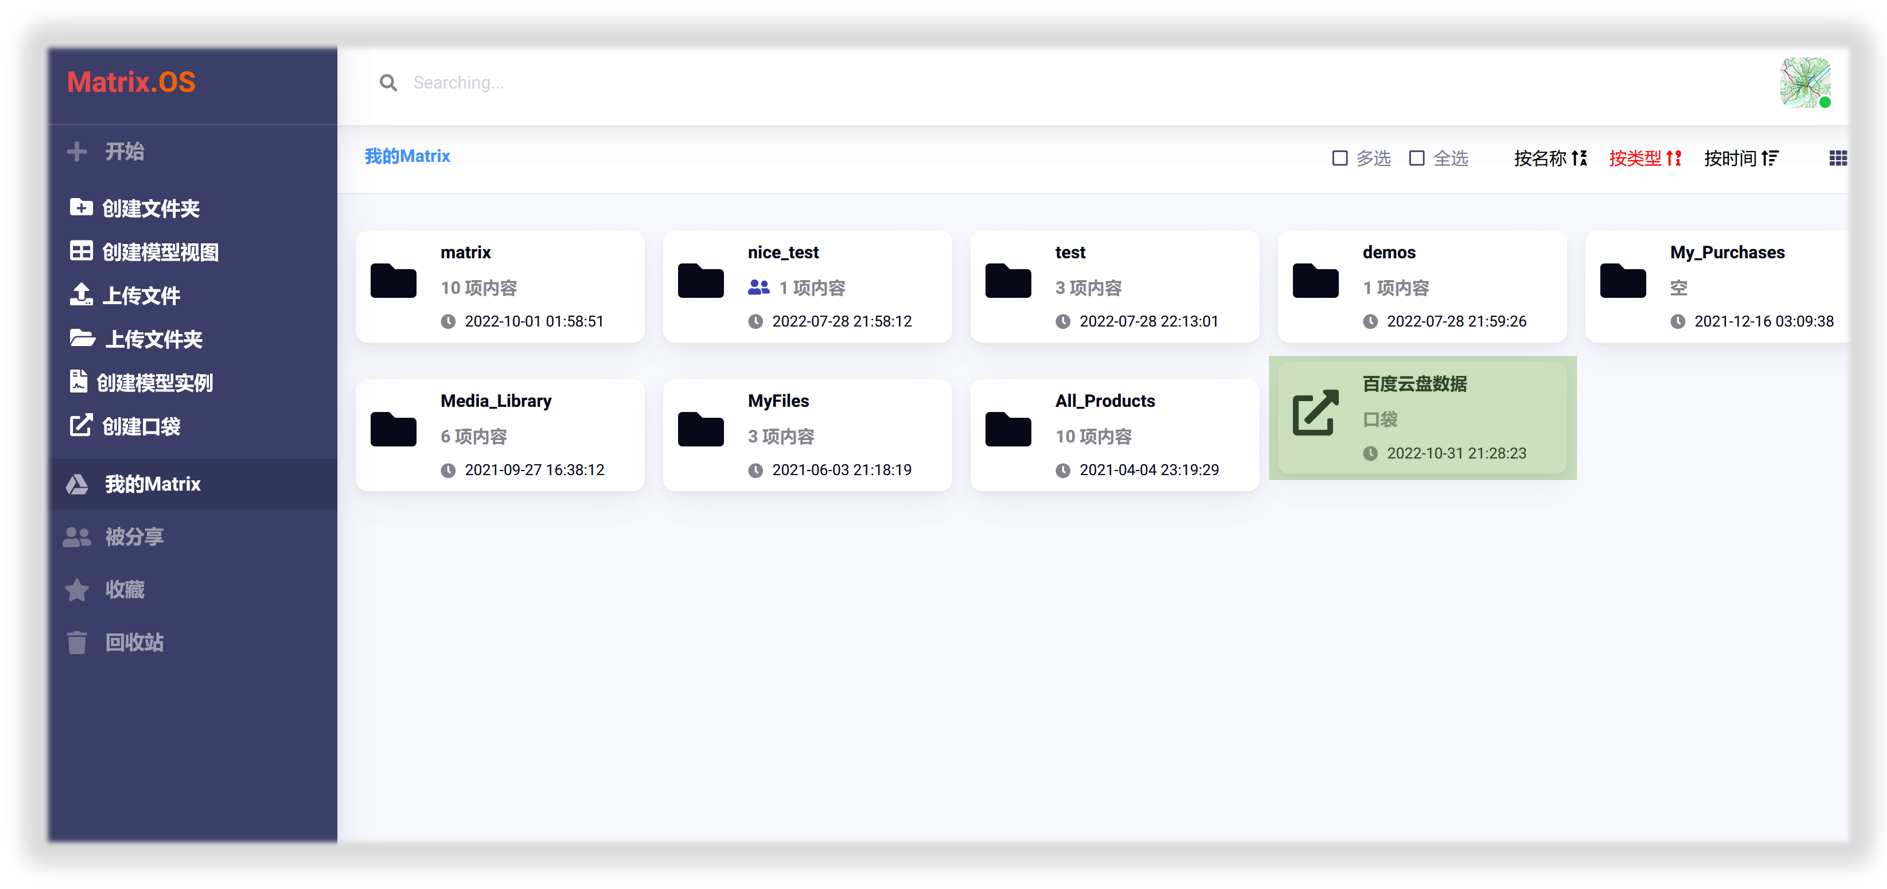 Matrix.OS
Searching...
开始
创建文件夹
创建模型视图
上传文件
上传文件夹
创建模型实例
创建口袋
我的Matrix
被分享
收藏
回收站
我的Matrix
多选
全选
按名称
按类型
按时间
matrix
10 项内容
2022-10-01 01:58:51
nice_test
1 项内容
2022-07-28 21:58:12
test
3 项内容
2022-07-28 22:13:01
demos
1 项内容
2022-07-28 21:59:26
My_Purchases
空
2021-12-16 03:09:38
Media_Library
6 项内容
2021-09-27 16:38:12
MyFiles
3 项内容
2021-06-03 21:18:19
All_Products
10 项内容
2021-04-04 23:19:29
百度云盘数据
口袋
2022-10-31 21:28:23